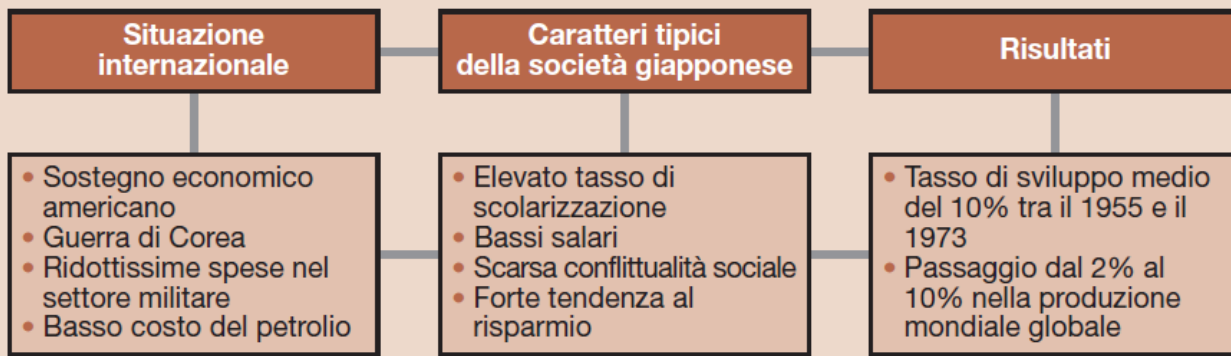 Situazione
internazionale
Caratteri tipici
della società giapponese
Risultati
• Sostegno economico
americano
• Guerra di Corea
• Ridottissime spese nel
settore militare
• Basso costo del petrolio
• Elevato tasso di
scolarizzazione
• Bassi salari
• Scarsa conflittualità sociale
• Forte tendenza al
risparmio
• Tasso di sviluppo medio
del 10% tra il 1955 e il
1973
• Passaggio dal 2% al
10% nella produzione
mondiale globale